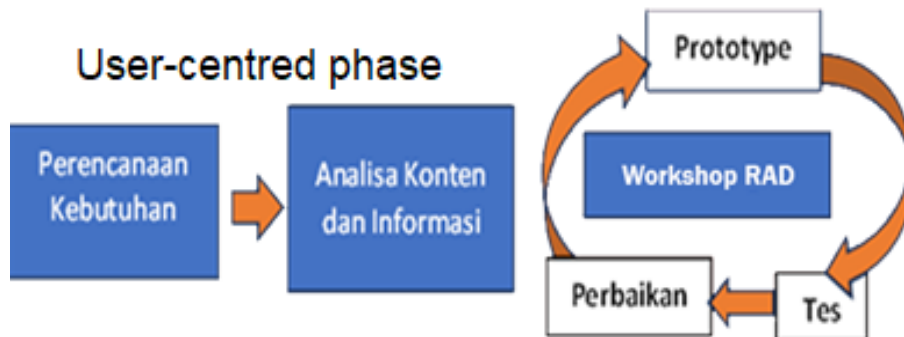 User-centred phase
Perencanaan
Kebutuhan
Analisa Konten
dan Informasi
Prototype
Workshop RAD
Perbaikan
Tes